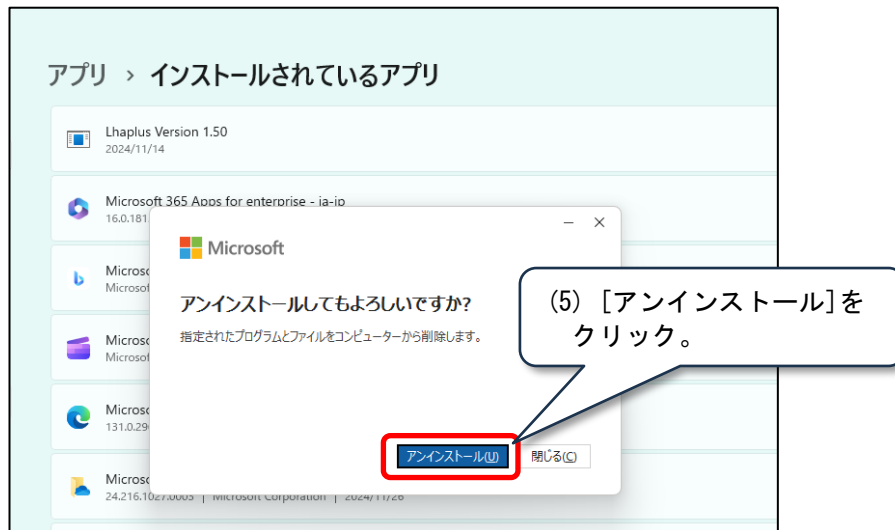 アプリ › インストールされているアプリ
Lhaplus Version 1.50
2024/11/14
Microsoft 365 Apps for enterprise - ja-jp
16.0.181
Microsoft
アンインストールしてもよろしいですか?
指定されたプログラムとファイルをコンピューターから削除します。
(5) [アンインストール]を
クリック。
131.0.29
アンインストール(U)
閉じる(C)
24.216.1027.0003 | Microsoft Corporation | 2024/11/26